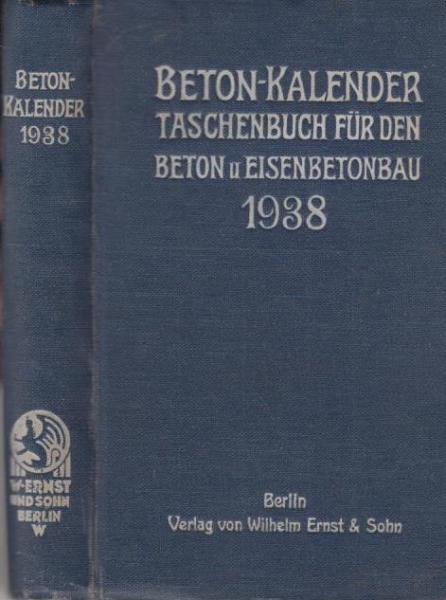 BETON-
KALENDER
1938
W·ERNST
UND SOHN
BERLIN
W
BETON-KALENDER
TASCHENBUCH FÜR DEN
BETON u EISENBETONBAU
1938
Berlin
Verlag von Wilhelm Ernst & Sohn